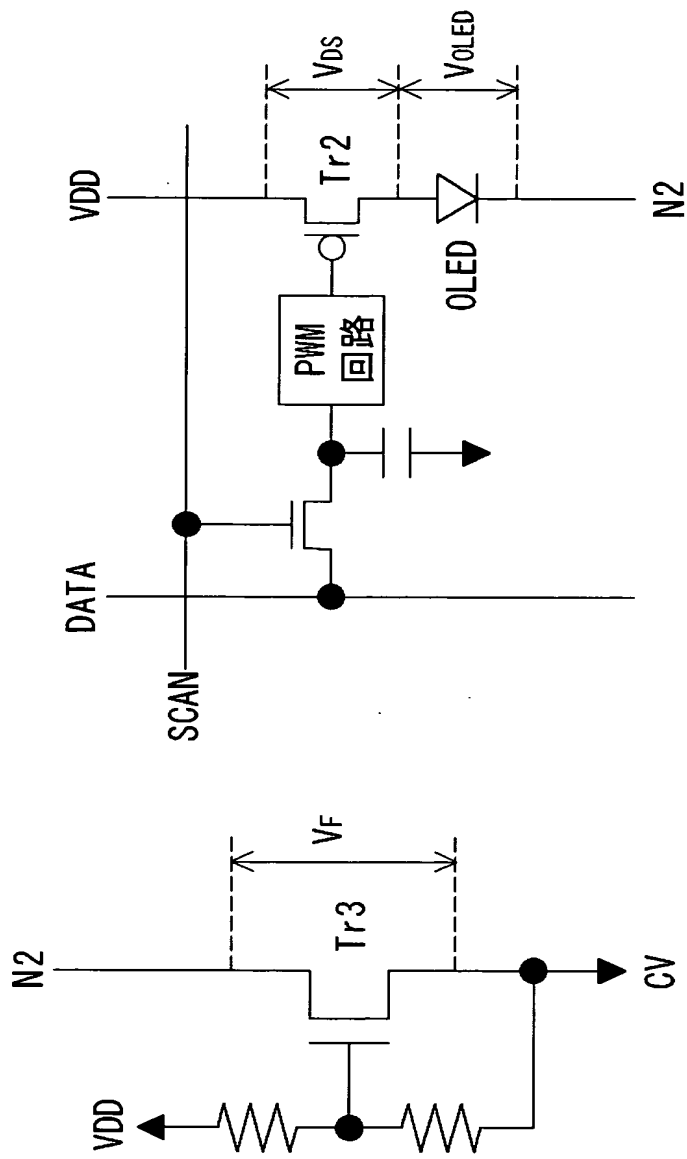 SCAN
DATA
VDD
PWM
回路
Tr2
VDS
VOLED
OLED
N2
N2
VDD
Tr3
VF
CV